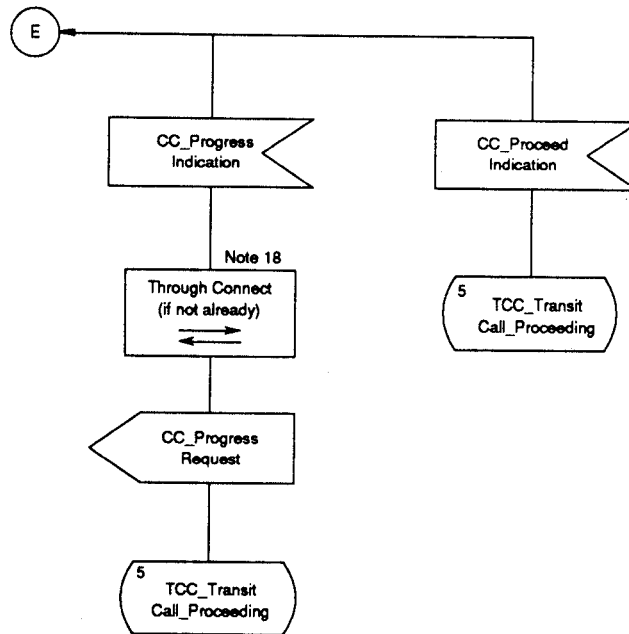 E
CC_Progress
Indication
CC_Proceed
Indication
Note 18
Through Connect
(if not already)
5
TCC_Transit
Call_Proceeding
CC_Progress
Request
5
TCC_Transit
Call_Proceeding